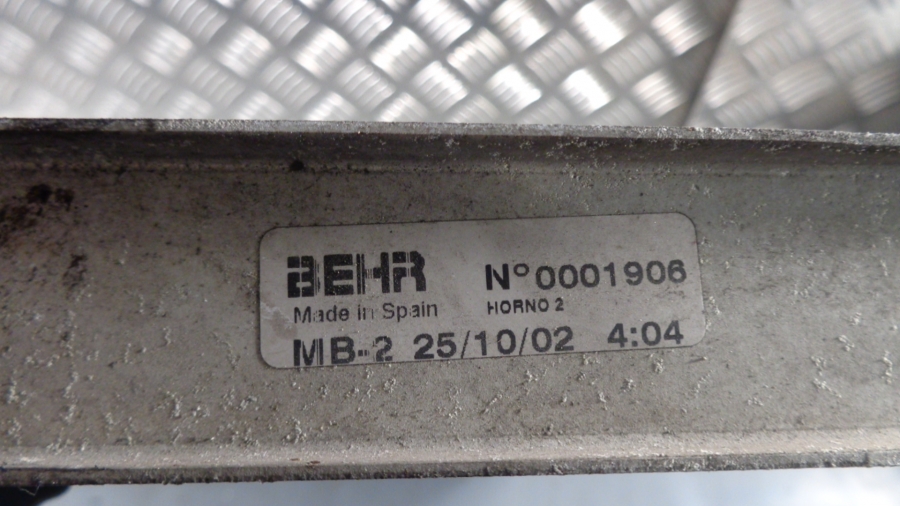 BEHR N° 0001906
Made in Spain HORNO 2
MB-2 25/10/02 4:04